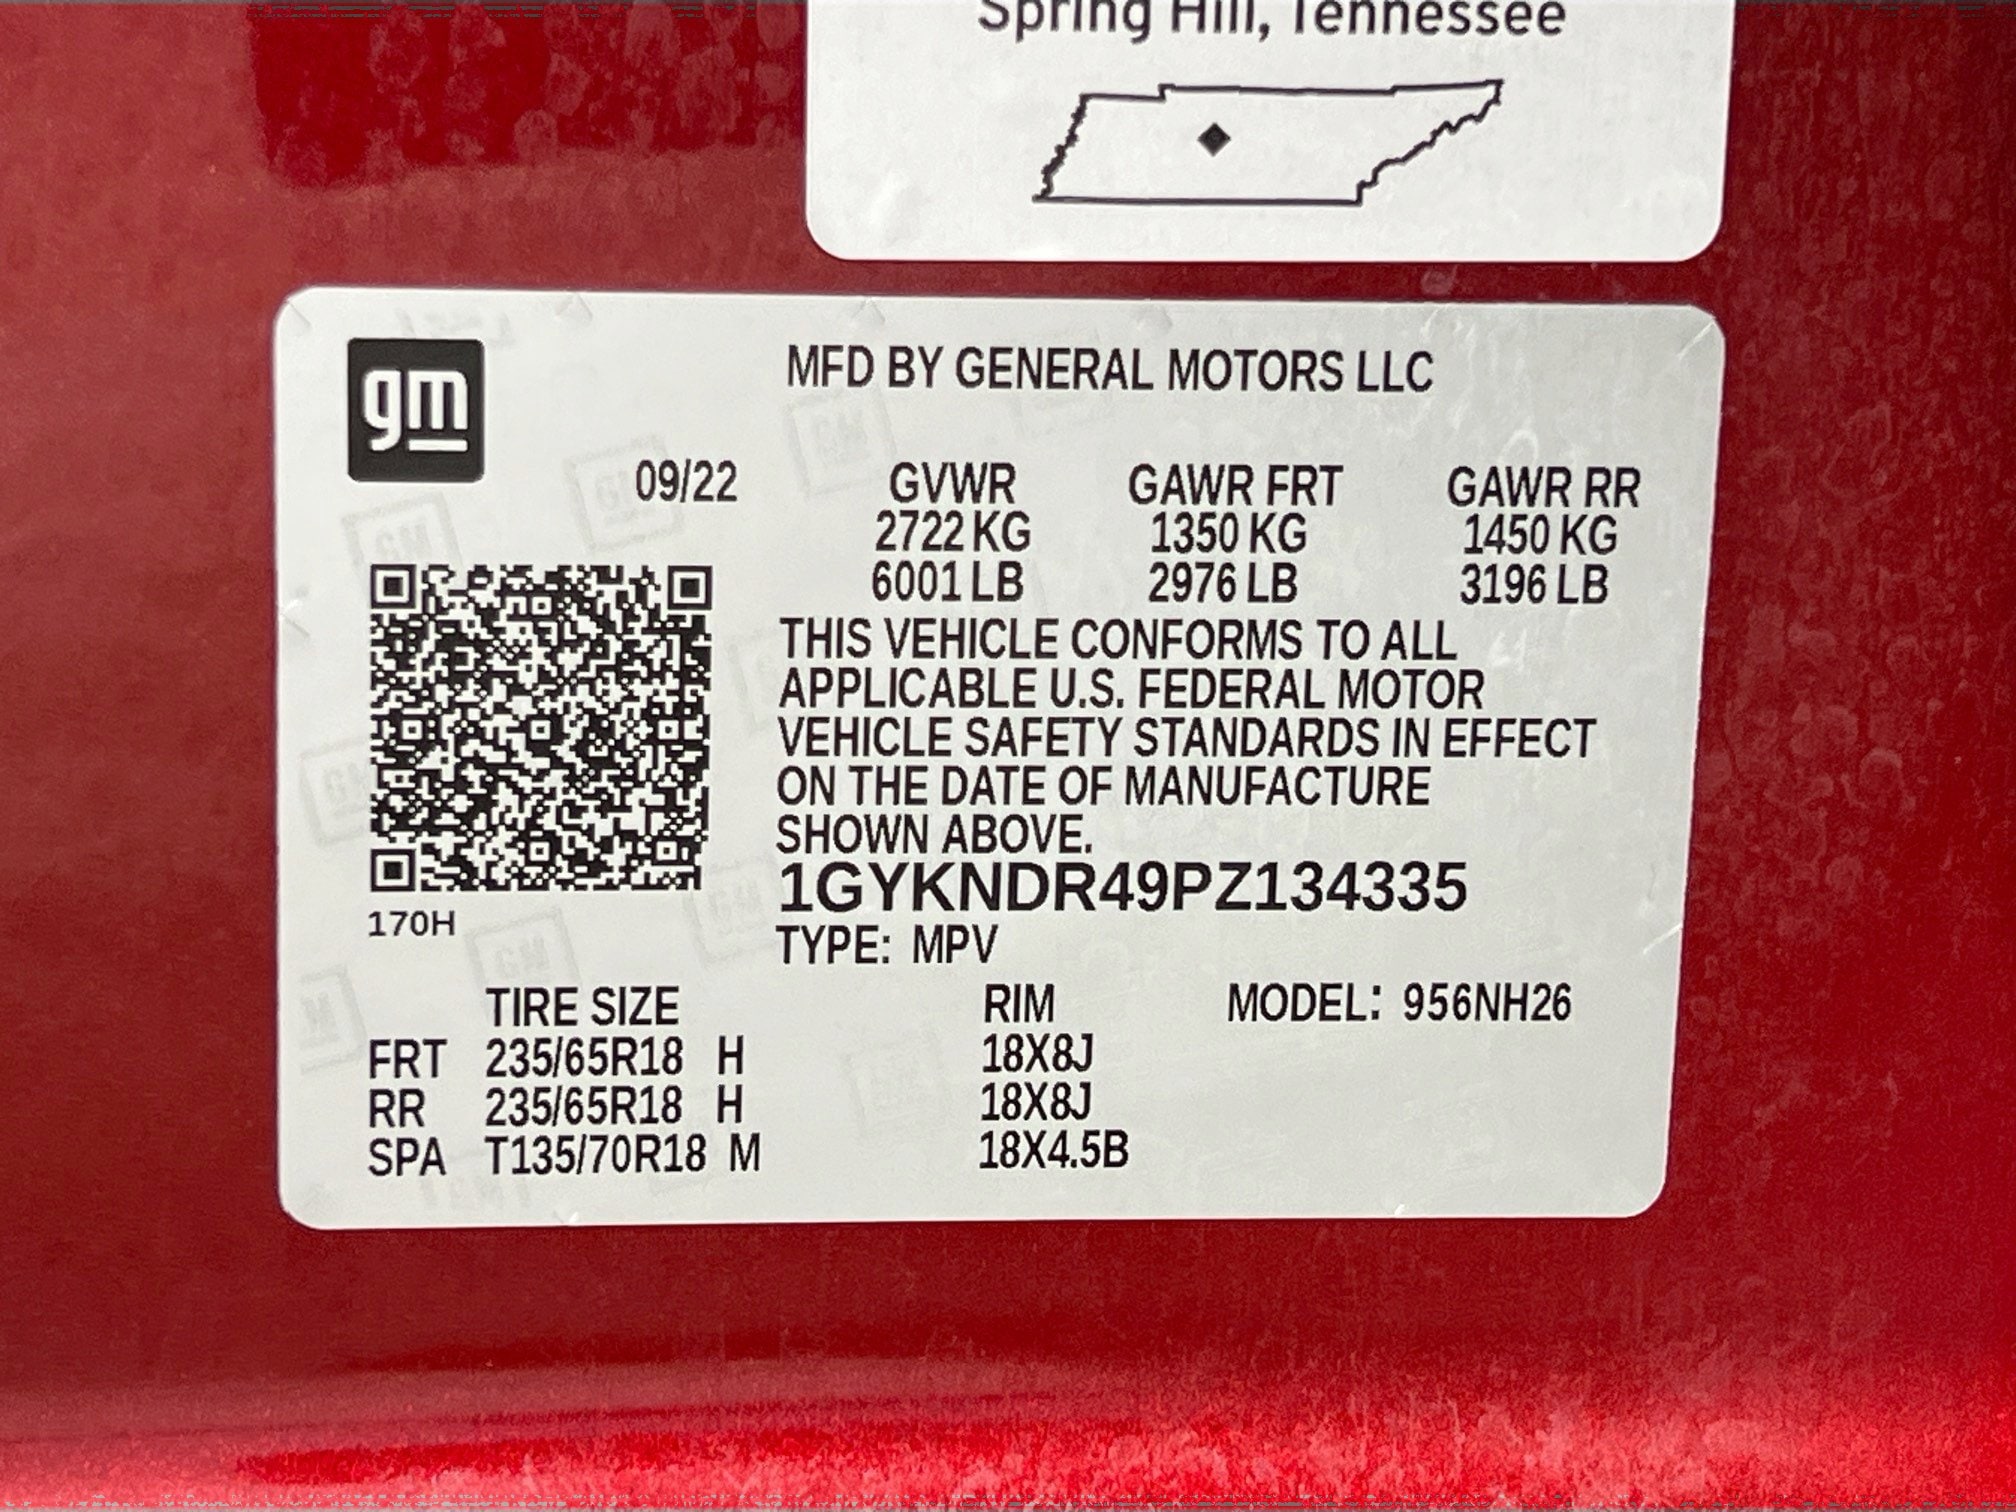 Spring Hill, Tennessee
gm
MFD BY GENERAL MOTORS LLC
09/22 GVWR GAWR FRT GAWR RR
2722 KG 1350 KG 1450 KG
6001 LB 2976 LB 3196 LB
THIS VEHICLE CONFORMS TO ALL
APPLICABLE U.S. FEDERAL MOTOR
VEHICLE SAFETY STANDARDS IN EFFECT
ON THE DATE OF MANUFACTURE
SHOWN ABOVE.
1GYKNDR49PZ134335
170H
TYPE: MPV
TIRE SIZE RIM MODEL: 956NH26
FRT 235/65R18 H 18X8J
RR 235/65R18 H 18X8J
SPA T135/70R18 M 18X4.5B